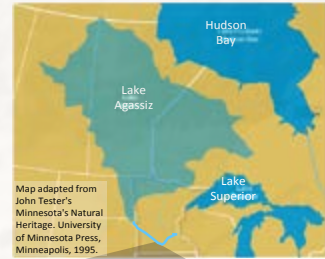 Hudson
Bay
Lake
Agassiz
Lake
Superior
Map adapted from
John Tester's
Minnesota's Natural
Heritage. University
of Minnesota Press,
Minneapolis, 1995.